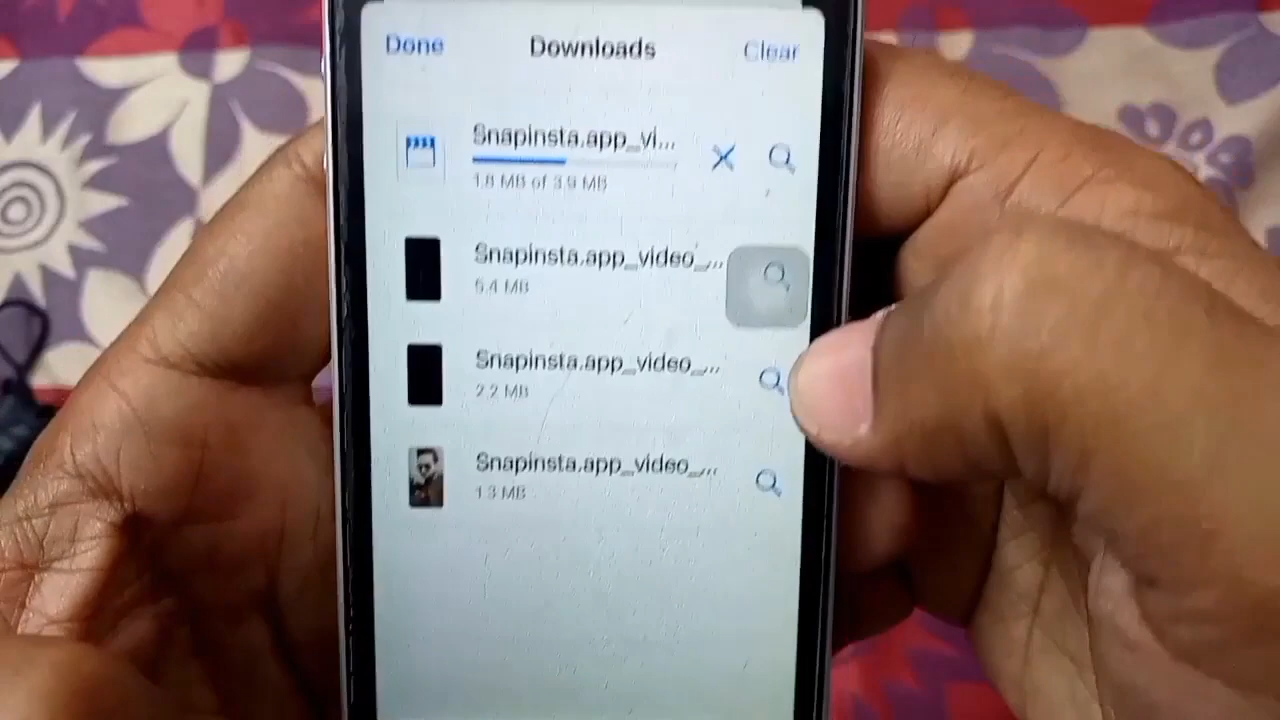 Done Downloads Clear
Snapinsta.app_vi...
1.8 MB of 3.9 MB
Snapinsta.app_video_...
6.4 MB
Snapinsta.app_video_...
2.2 MB
Snapinsta.app_video_...
1.3 MB